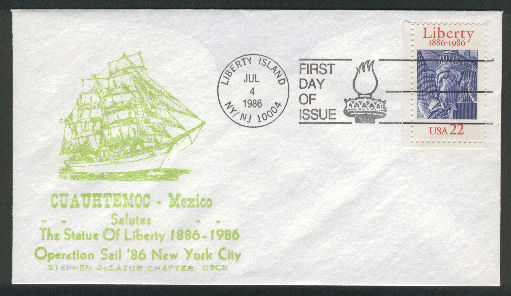 CUAUHTEMOC - Mexico
- - Salutes - -
The Statue Of Liberty 1886-1986
Operation Sail '86 New York City
STEPHEN DECATUR CHAPTER, USCS
LIBERTY ISLAND
JUL
4
1986
NY/NJ 10004
FIRST
DAY
OF
ISSUE
Liberty
1886-1986
USA 22